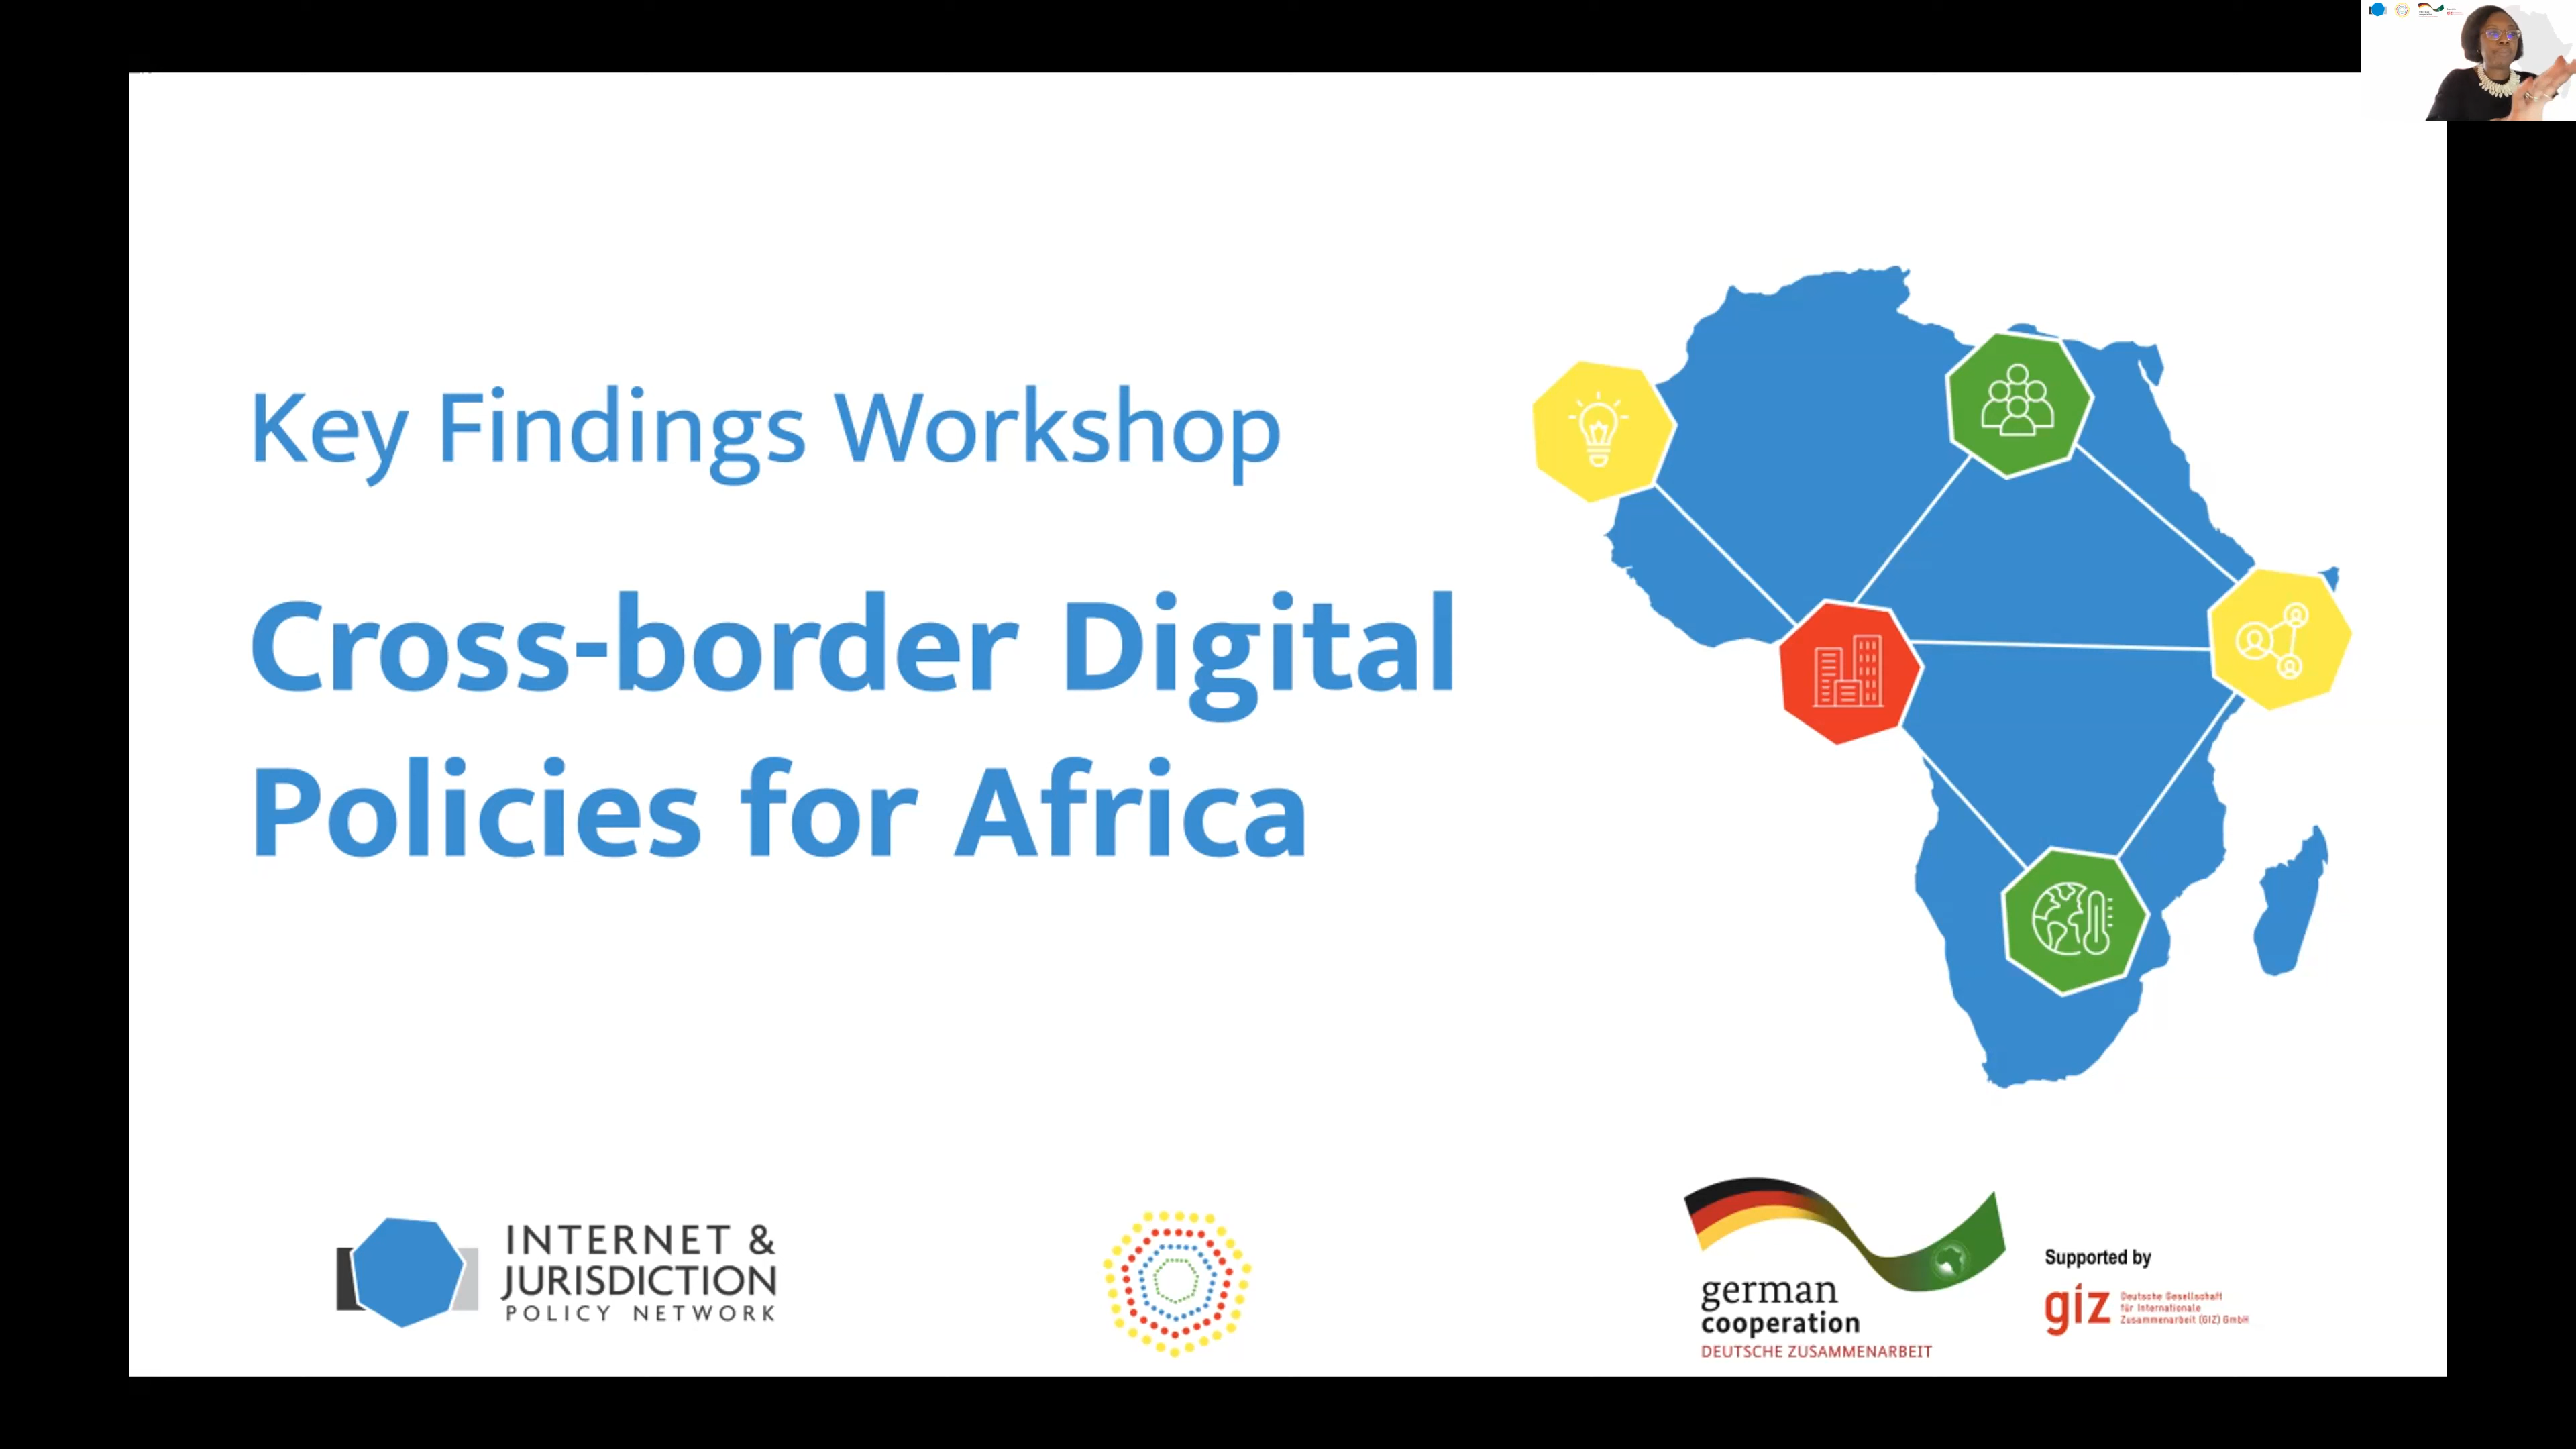 Key Findings Workshop
Cross-border Digital
Policies for Africa
INTERNET &
JURISDICTION
POLICY NETWORK
german
cooperation
DEUTSCHE ZUSAMMENARBEIT
Supported by
giz
Deutsche Gesellschaft
für Internationale
Zusammenarbeit (GIZ) GmbH